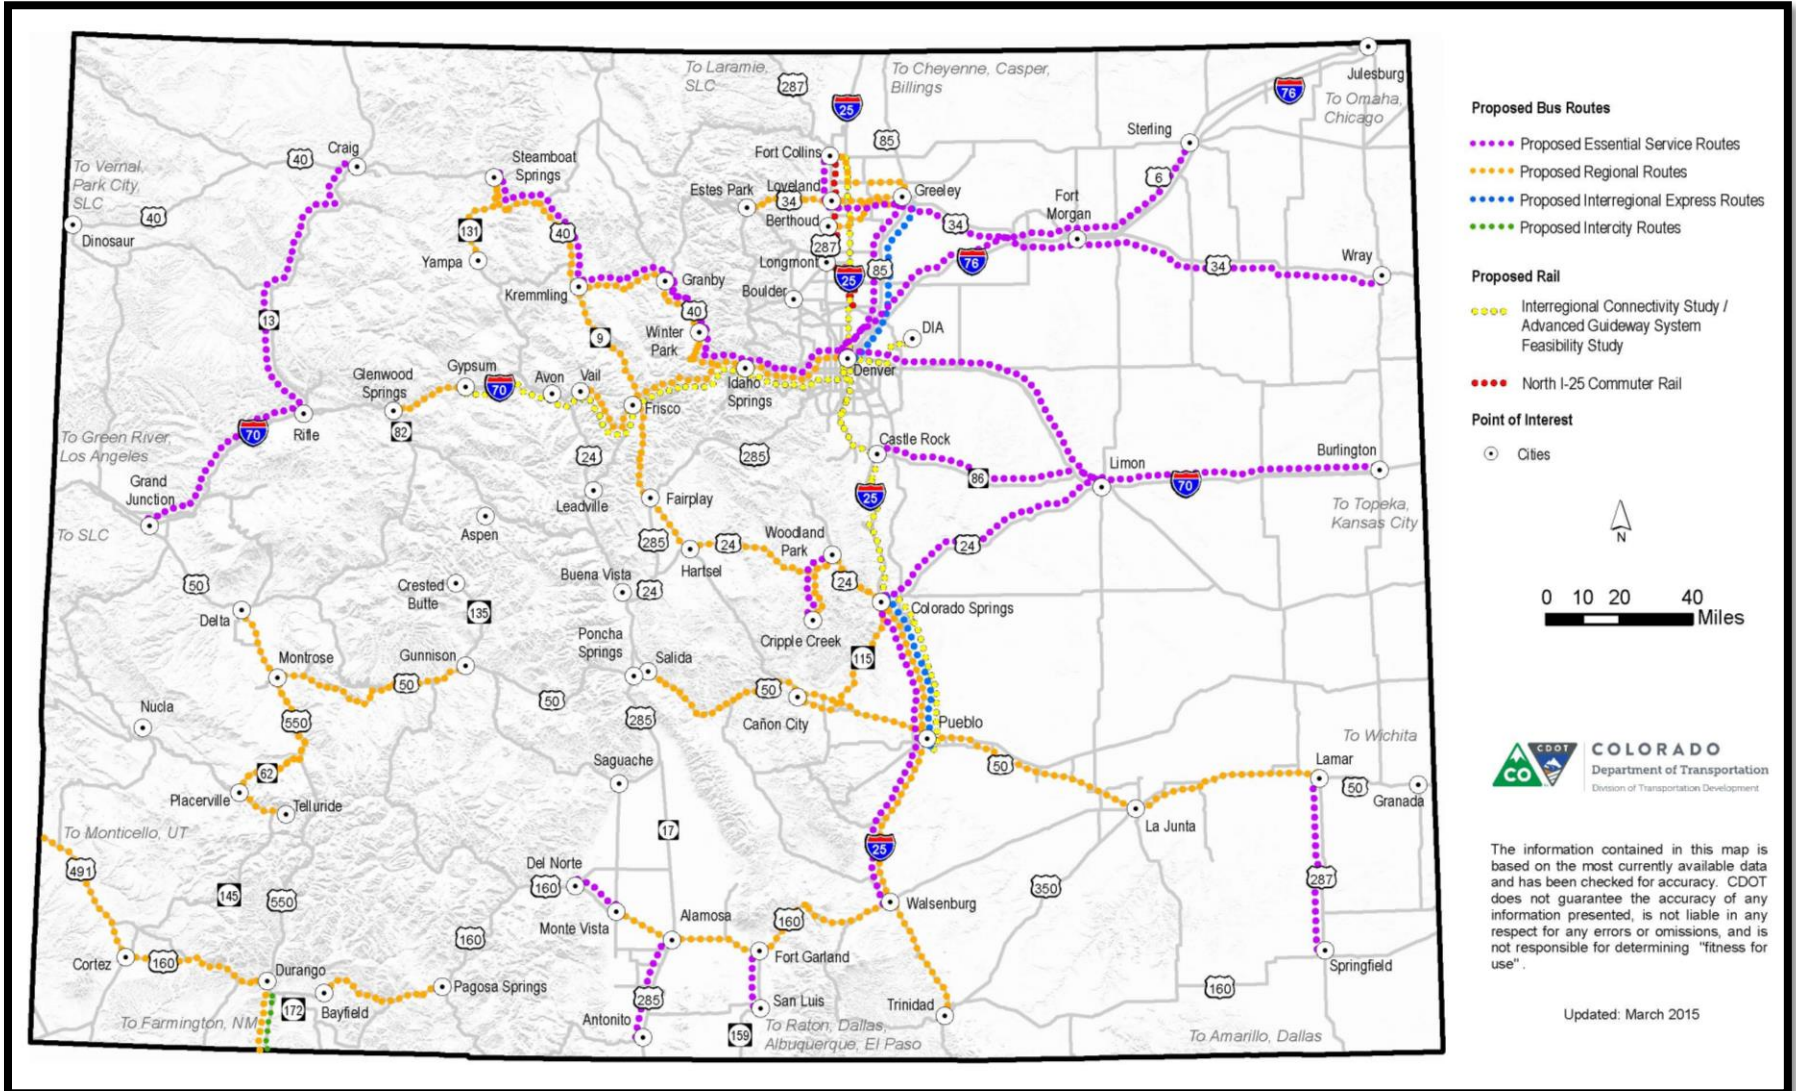 To Laramie,
SLC
287
25
To Cheyenne, Casper,
Billings
85
76
Julesburg
To Omaha,
Chicago
Sterling
6
To Vernal,
Park City,
SLC
40
Craig
40
Dinosaur
Steamboat
Springs
131
Yampa
40
Kremmling
Granby
40
Winter
Park
9
13
Fort Collins
Estes Park
Loveland
34
Greeley
Berthoud
287
Longmont
25
85
Boulder
34
76
Fort
Morgan
34
Wray
DIA
Denver
Idaho
Springs
Gypsum
70
Avon
Vail
Frisco
Glenwood
Springs
82
Rifle
70
To Green River,
Los Angeles
Grand
Junction
To SLC
24
Leadville
285
Fairplay
Castle Rock
25
86
Limon
70
Burlington
To Topeka,
Kansas City
24
Aspen
285
24
Hartsel
Woodland
Park
24
Colorado Springs
Cripple Creek
115
Buena Vista
24
Crested
Butte
135
50
Delta
Montrose
Gunnison
50
Poncha
Springs
Salida
50
50
Cañon City
Pueblo
50
285
Nucla
550
62
Placerville
Telluride
Saguache
17
To Wichita
Lamar
50
Granada
La Junta
25
To Monticello, UT
491
145
550
Del Norte
160
Monte Vista
Alamosa
160
Walsenburg
350
287
160
Cortez
160
Durango
172
Bayfield
Pagosa Springs
To Farmington, NM
Fort Garland
San Luis
285
Antonito
159
To Raton, Dallas,
Albuquerque, El Paso
Trinidad
160
Springfield
To Amarillo, Dallas
Proposed Bus Routes
Proposed Essential Service Routes
Proposed Regional Routes
Proposed Interregional Express Routes
Proposed Intercity Routes
Proposed Rail
Interregional Connectivity Study /
Advanced Guideway System
Feasibility Study
North I-25 Commuter Rail
Point of Interest
Cities
N
0 10 20 40
Miles
CO
CDOT
COLORADO
Department of Transportation
Division of Transportation Development
The information contained in this map is
based on the most currently available data
and has been checked for accuracy. CDOT
does not guarantee the accuracy of any
information presented, is not liable in any
respect for any errors or omissions, and is
not responsible for determining "fitness for
use" .
Updated: March 2015